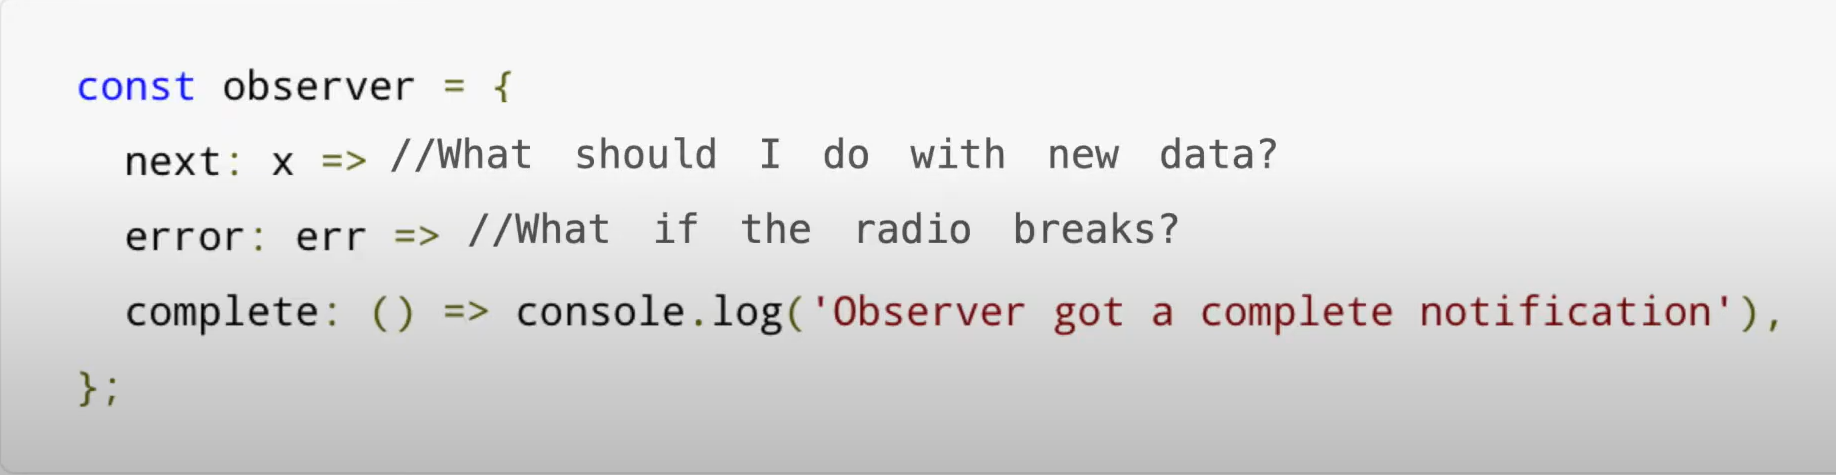 const observer = {
next: x => //What should I do with new data?
error: err => //What if the radio breaks?
complete: () => console.log('Observer got a complete notification'),
};